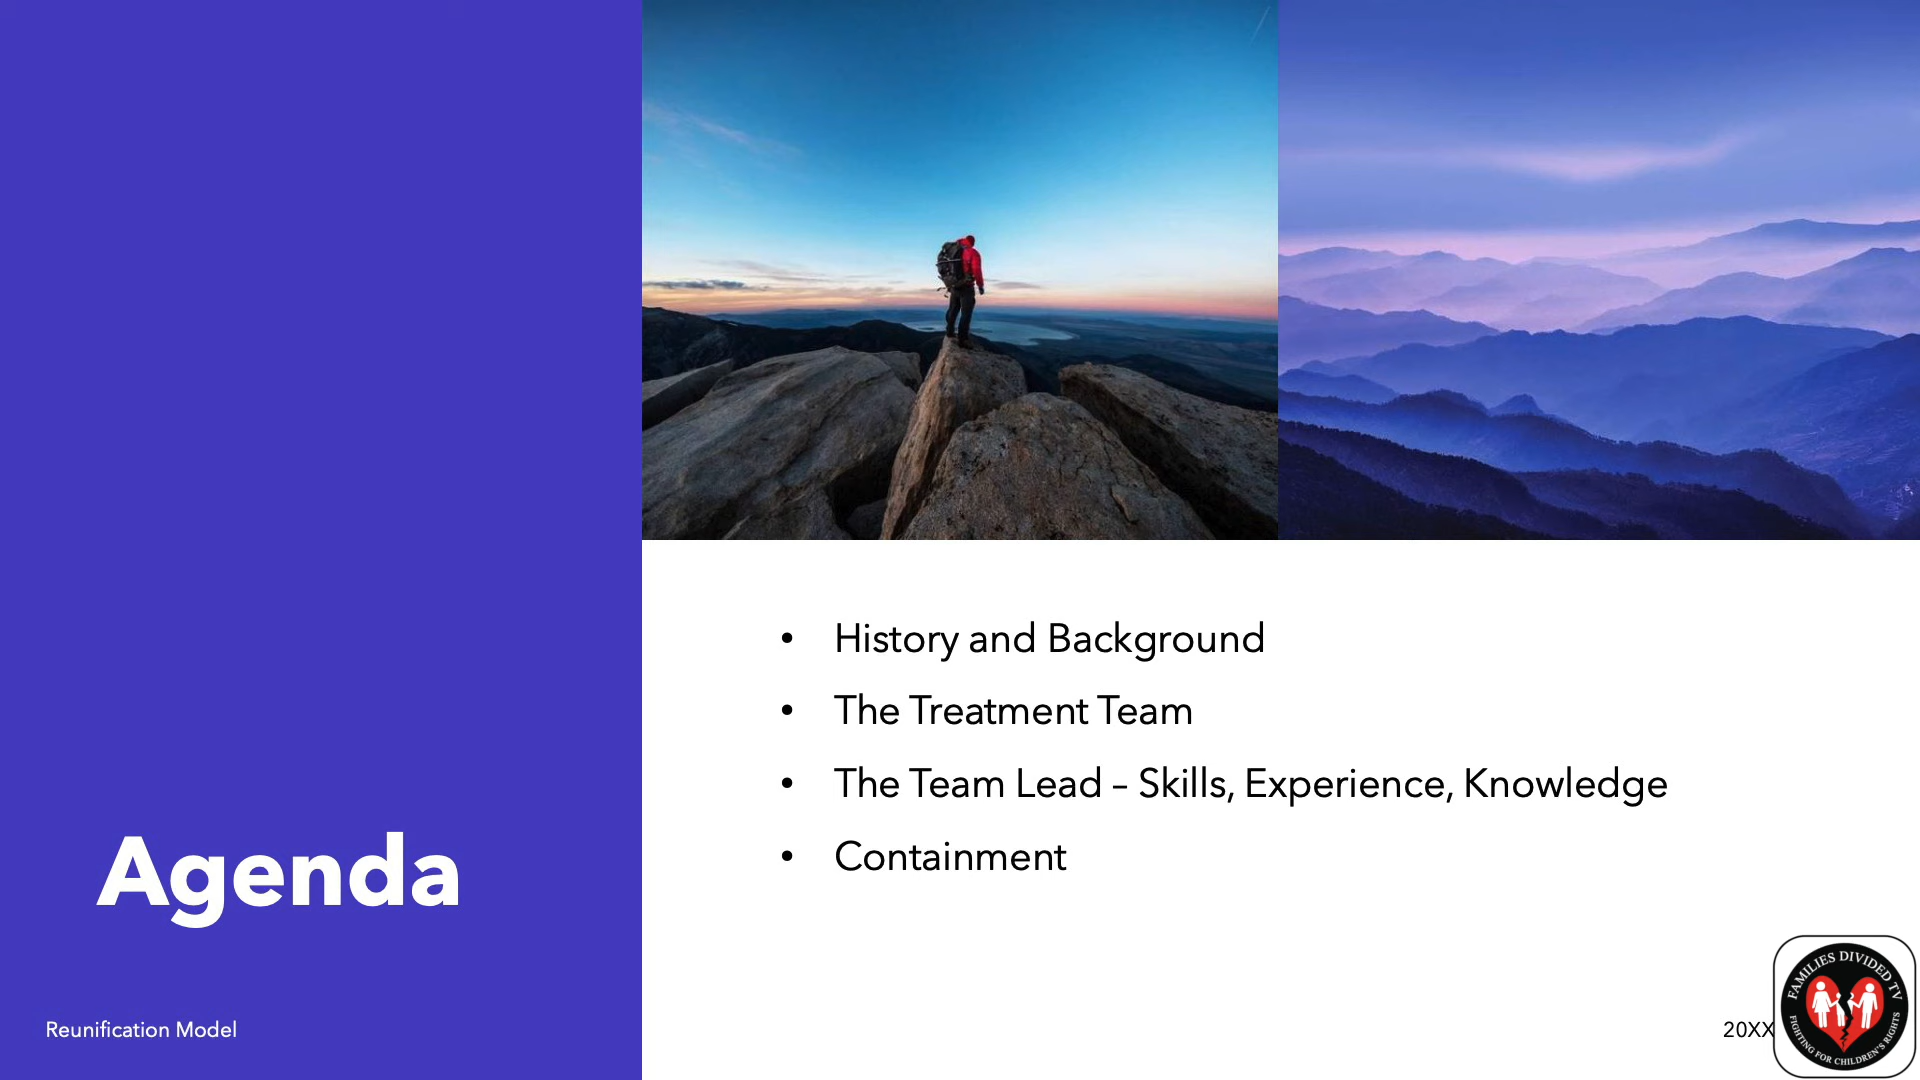 • History and Background
• The Treatment Team
• The Team Lead – Skills, Experience, Knowledge
• Containment
Agenda
Reunification Model
20XX
FAMILIES DIVIDED TV
FIGHTING FOR CHILDREN'S RIGHTS